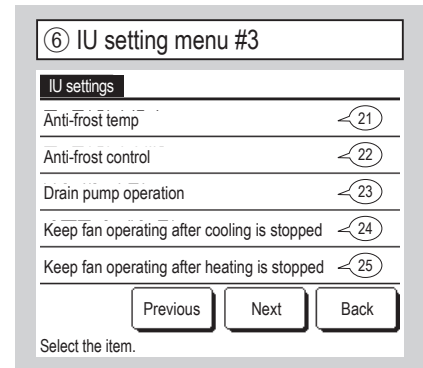 ⑥ IU setting menu #3
IU settings
Anti-frost temp 21
Anti-frost control 22
Drain pump operation 23
Keep fan operating after cooling is stopped 24
Keep fan operating after heating is stopped 25
Previous Next Back
Select the item.